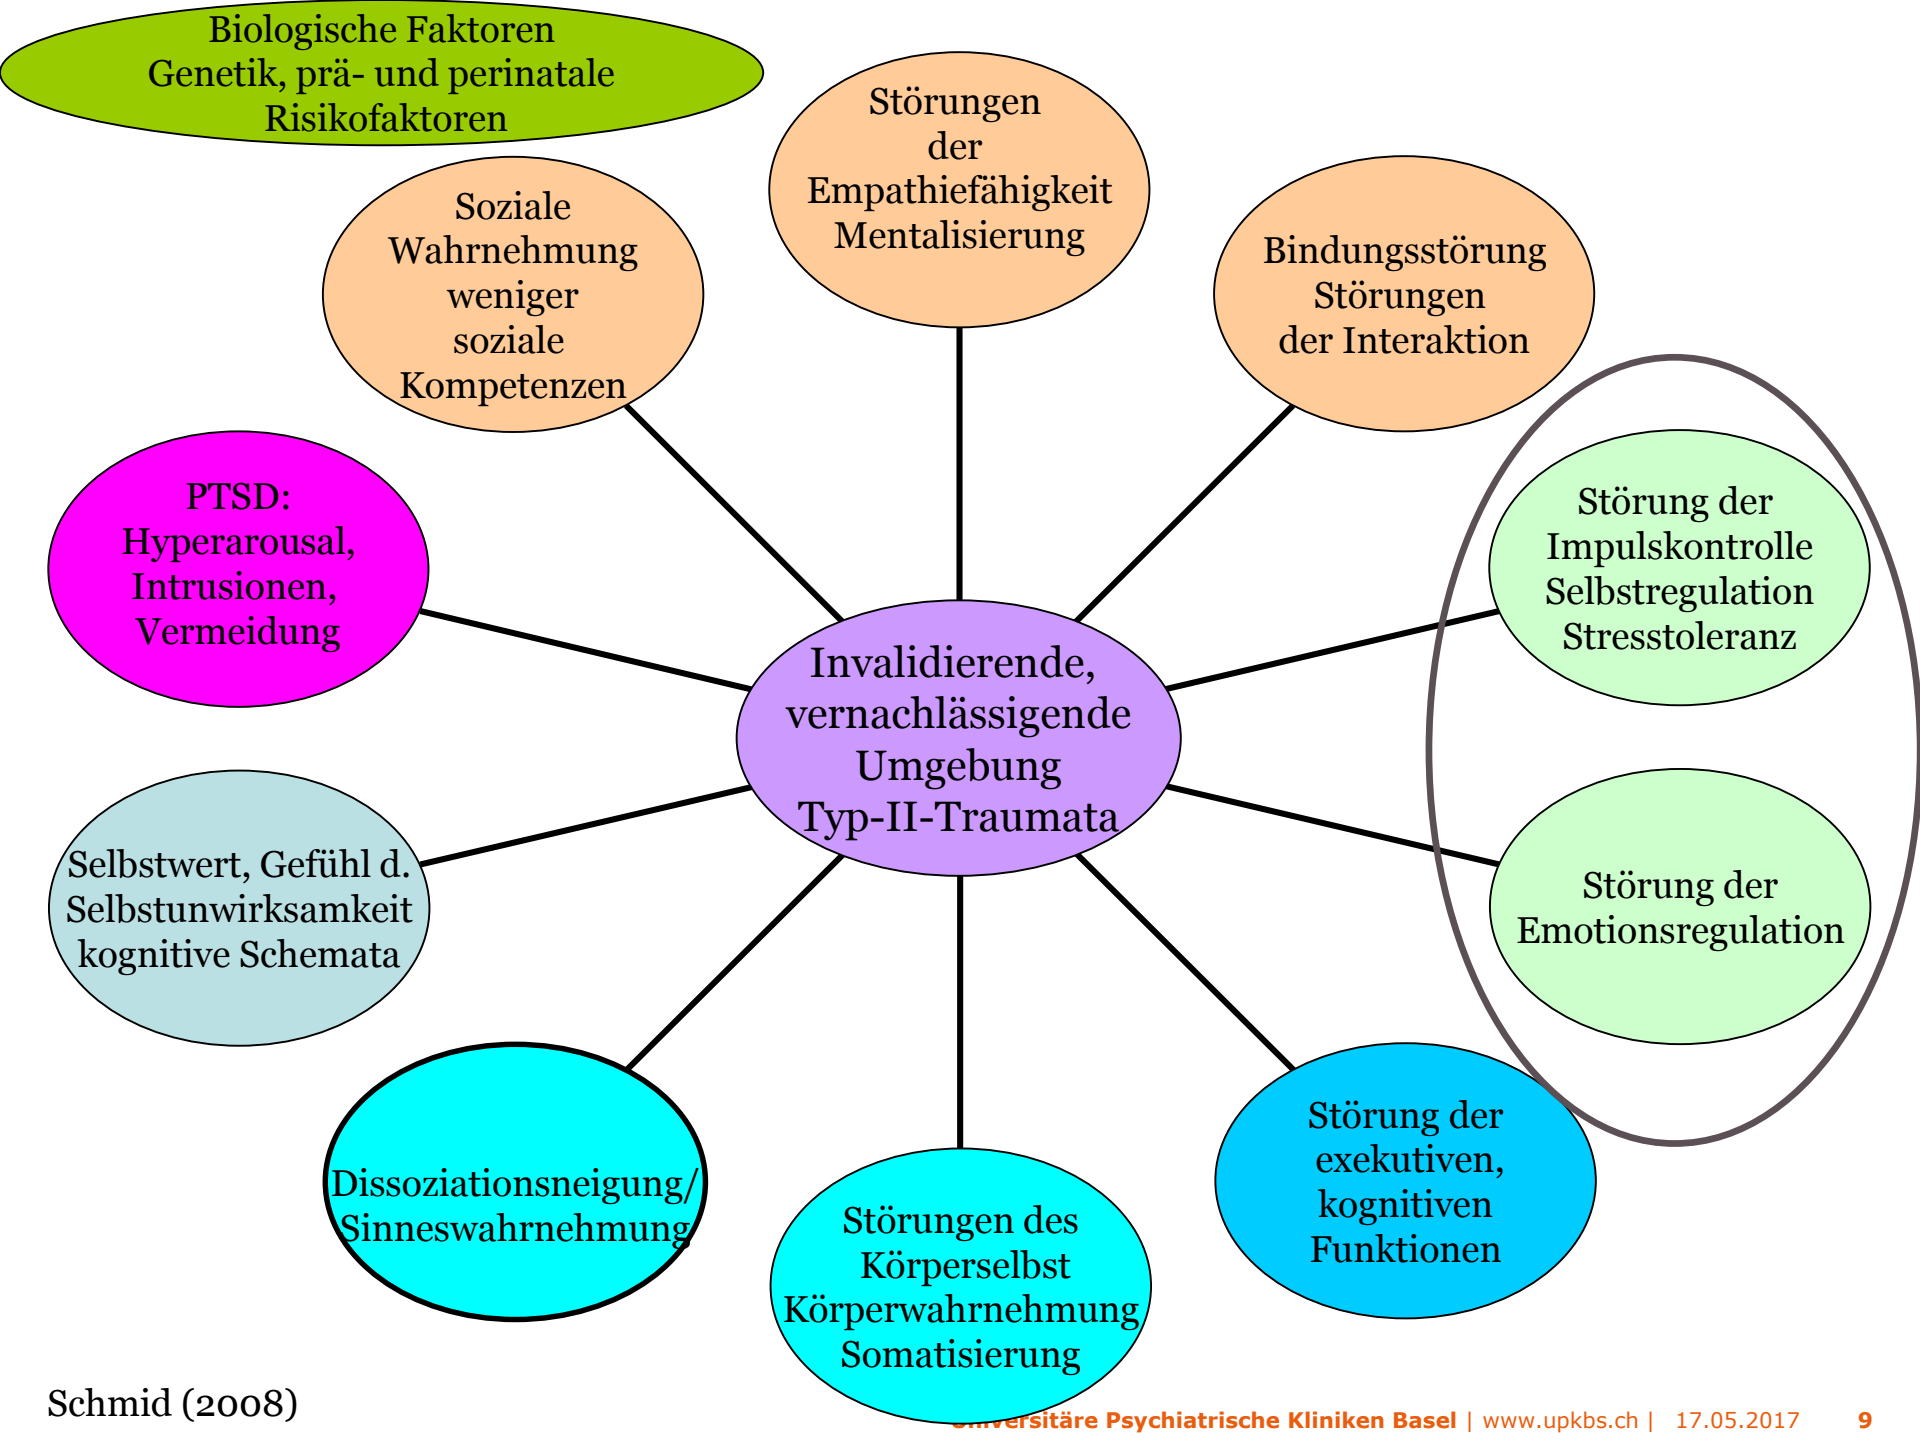 Biologische Faktoren
Genetik, prä- und perinatale
Risikofaktoren
Störungen
der
Empathiefähigkeit
Mentalisierung
Soziale
Wahrnehmung
weniger
soziale
Kompetenzen
Bindungsstörung
Störungen
der Interaktion
PTSD:
Hyperarousal,
Intrusionen,
Vermeidung
Störung der
Impulskontrolle
Selbstregulation
Stresstoleranz
Invalidierende,
vernachlässigende
Umgebung
Typ-II-Traumata
Selbstwert, Gefühl d.
Selbstunwirksamkeit
kognitive Schemata
Störung der
Emotionsregulation
Dissoziationsneigung/
Sinneswahrnehmung
Störungen des
Körperselbst
Körperwahrnehmung
Somatisierung
Störung der
exekutiven,
kognitiven
Funktionen
Schmid (2008)
Universitäre Psychiatrische Kliniken Basel | www.upkbs.ch | 17.05.2017 9